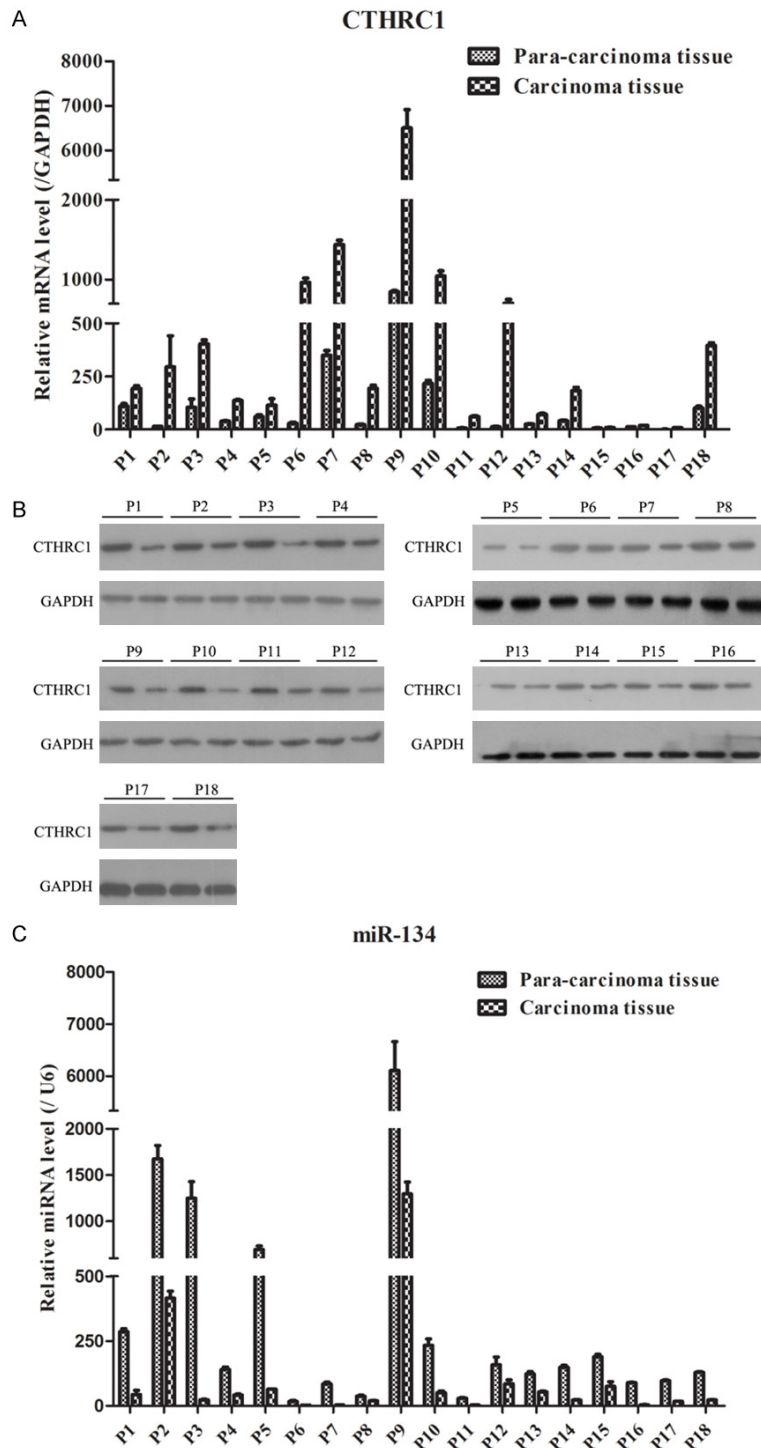 A
CTHRC1
Para-carcinoma tissue
Carcinoma tissue
Relative mRNA level (/GAPDH)
8000
7000
6000
2000
1000
500
250
0
P1 P2 P3 P4 P5 P6 P7 P8 P9 P10 P11 P12 P13 P14 P15 P16 P17 P18
B
P1 P2 P3 P4
CTHRC1
GAPDH
P5 P6 P7 P8
CTHRC1
GAPDH
P9 P10 P11 P12
CTHRC1
GAPDH
P13 P14 P15 P16
CTHRC1
GAPDH
P17 P18
CTHRC1
GAPDH
C
miR-134
Para-carcinoma tissue
Carcinoma tissue
Relative miRNA level (/ U6)
8000
7000
6000
2000
1500
1000
500
250
0
P1 P2 P3 P4 P5 P6 P7 P8 P9 P10 P11 P12 P13 P14 P15 P16 P17 P18